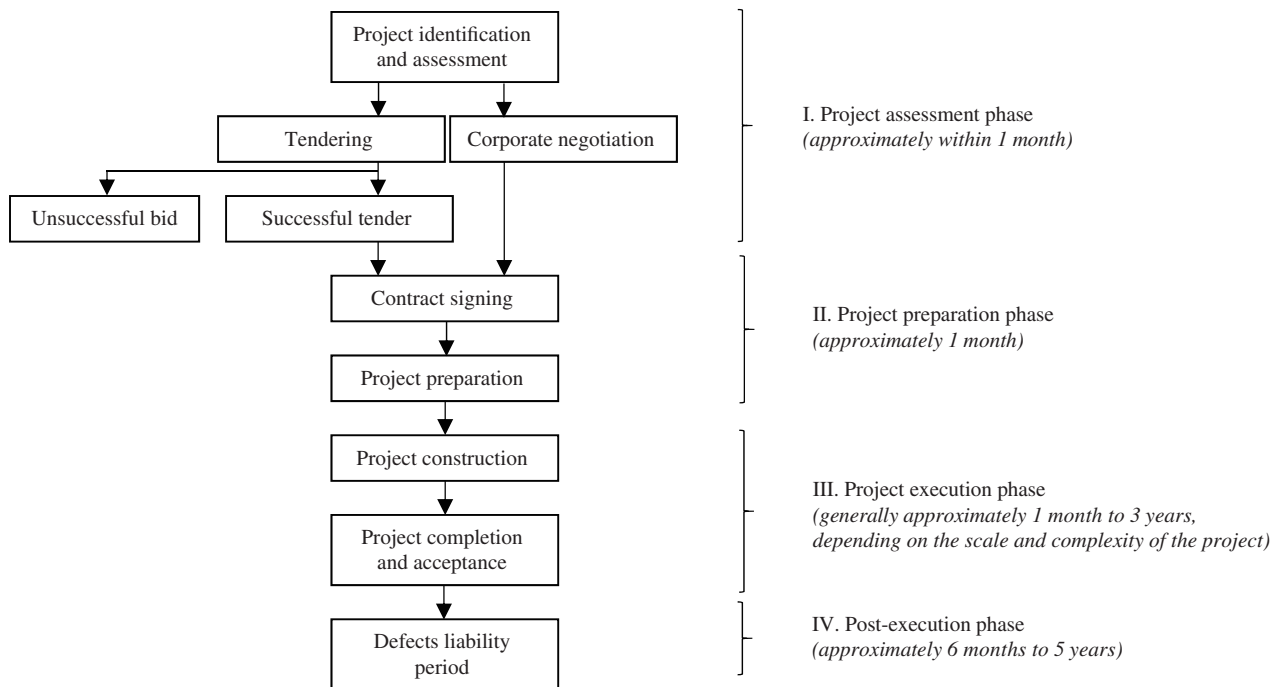 Project identification
and assessment
I. Project assessment phase
(approximately within 1 month)
Tendering
Corporate negotiation
Unsuccessful bid
Successful tender
Contract signing
II. Project preparation phase
(approximately 1 month)
Project preparation
Project construction
III. Project execution phase
(generally approximately 1 month to 3 years,
depending on the scale and complexity of the project)
Project completion
and acceptance
IV. Post-execution phase
(approximately 6 months to 5 years)
Defects liability
period